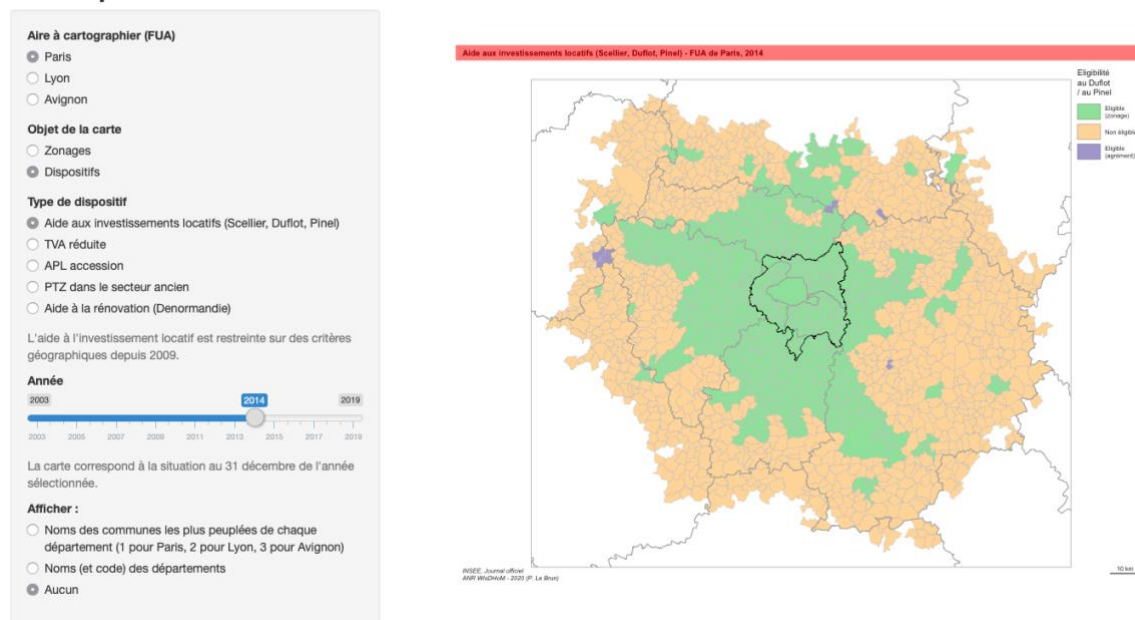 Aire à cartographier (FUA)
Paris
Lyon
Avignon
Objet de la carte
Zonages
Dispositifs
Type de dispositif
Aide aux investissements locatifs (Scellier, Duflot, Pinel)
TVA réduite
APL accession
PTZ dans le secteur ancien
Aide à la rénovation (Denormandie)
L'aide à l'investissement locatif est restreinte sur des critères
géographiques depuis 2009.
Année
2003 2014 2019
2003 2005 2007 2009 2011 2013 2015 2017 2019
La carte correspond à la situation au 31 décembre de l'année
sélectionnée.
Afficher :
Noms des communes les plus peuplées de chaque
département (1 pour Paris, 2 pour Lyon, 3 pour Avignon)
Noms (et code) des départements
Aucun
Aide aux investissements locatifs (Scellier, Duflot, Pinel) - FUA de Paris, 2014
Eligibilité
au Duflot
/ au Pinel
Eligible
(zonage)
Non éligible
Eligible
(agrément)
INSEE, Journal officiel
ANR WIsDHoM - 2020 (P. Le Brun)
10 km